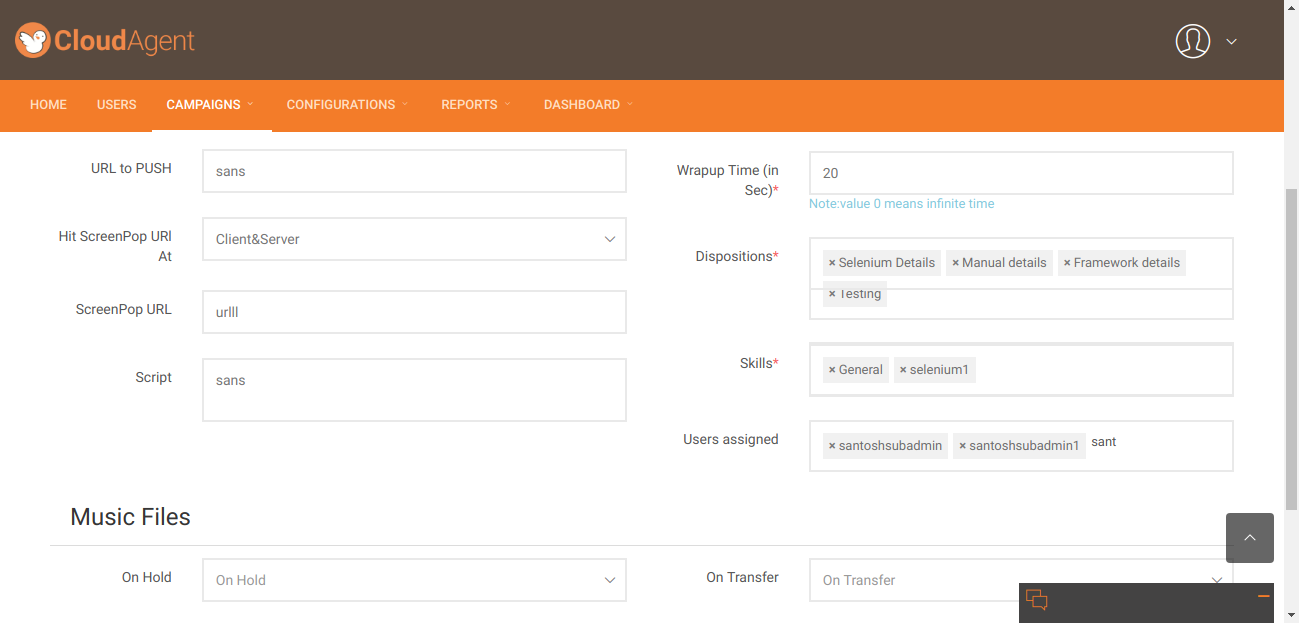 CloudAgent
HOME USERS CAMPAIGNS CONFIGURATIONS REPORTS DASHBOARD
URL to PUSH
sans
Hit ScreenPop URl
At
Client&Server
ScreenPop URL
urlll
Script
sans
Wrapup Time (in
Sec)*
20
Note:value 0 means infinite time
Dispositions*
× Selenium Details × Manual details × Framework details
× Testing
Skills*
× General × selenium1
Users assigned
× santoshsubadmin × santoshsubadmin1 sant
Music Files
On Hold
On Hold
On Transfer
On Transfer